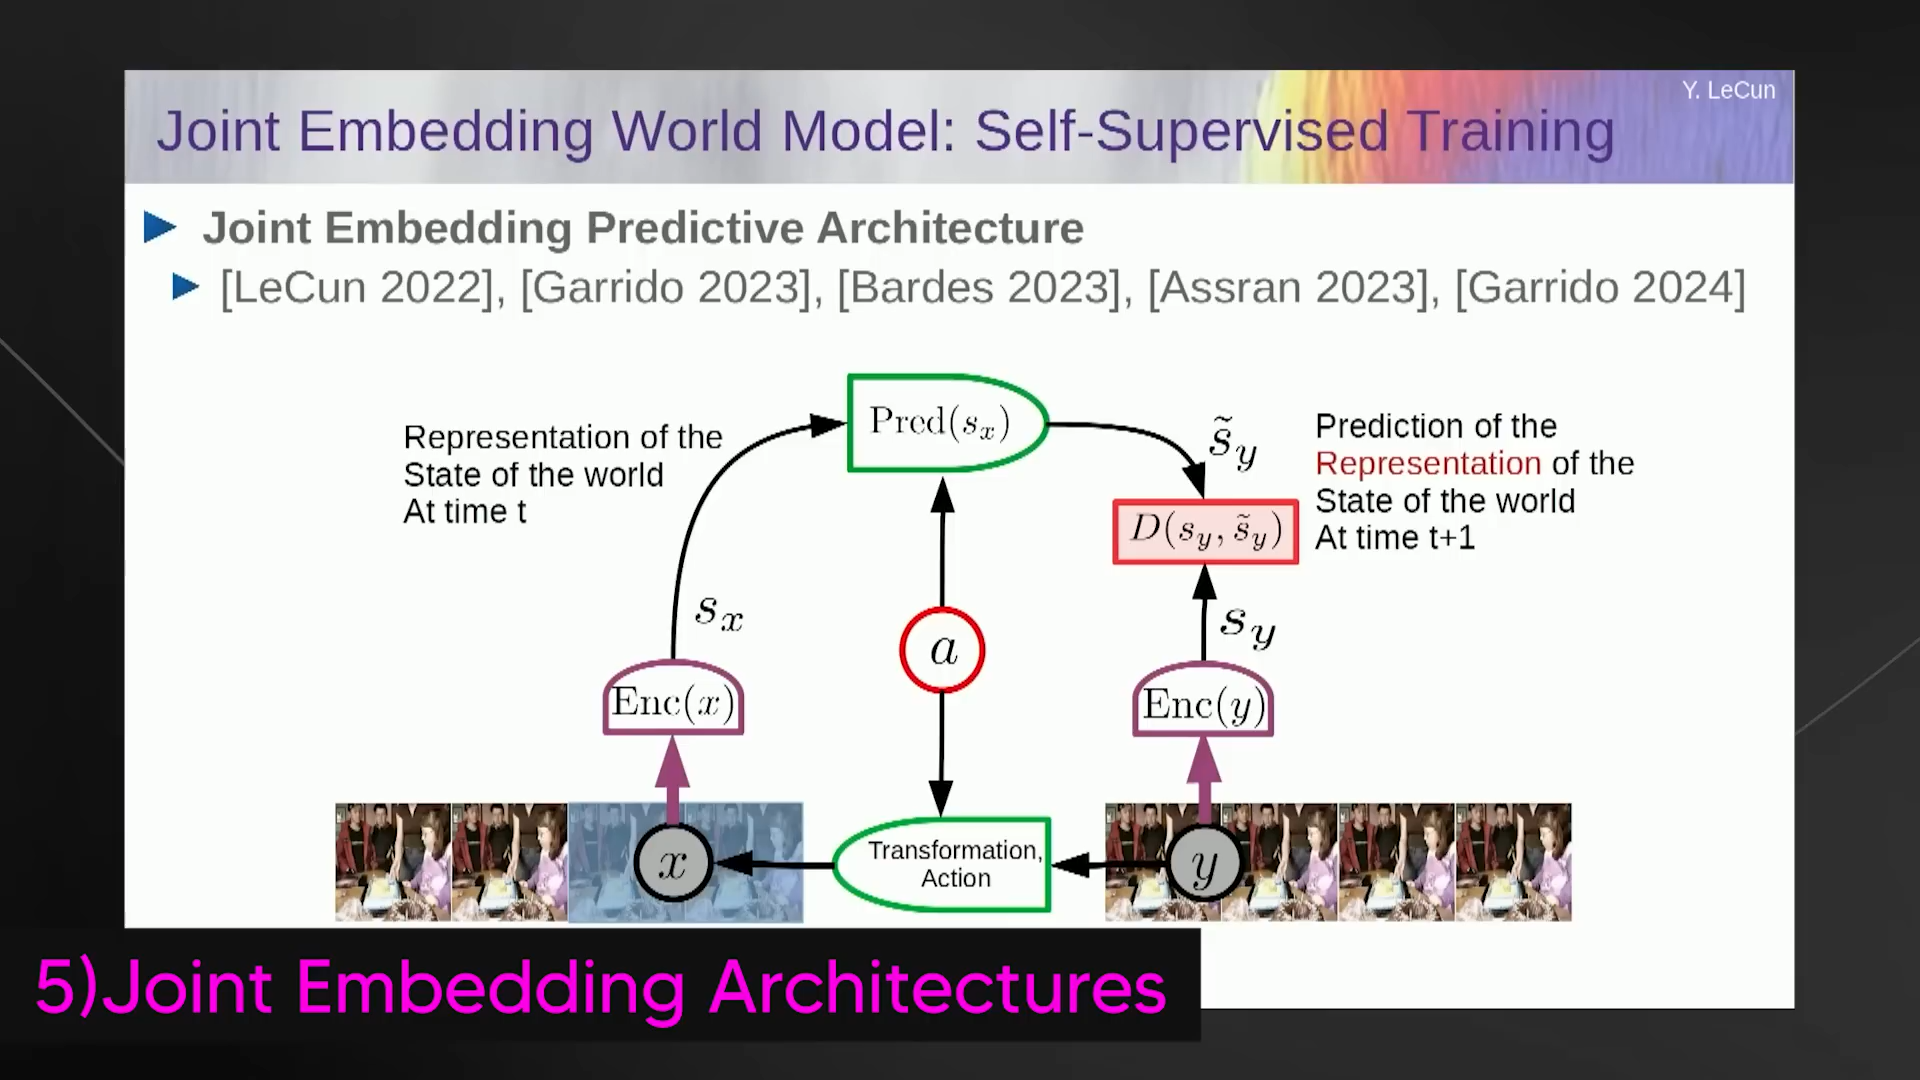 Y. LeCun
Joint Embedding World Model: Self-Supervised Training
Joint Embedding Predictive Architecture
[LeCun 2022], [Garrido 2023], [Bardes 2023], [Assran 2023], [Garrido 2024]
Representation of the
State of the world
At time t
Pred(sₓ)
s̃_y
Prediction of the
Representation of the
State of the world
At time t+1
D(s_y, s̃_y)
sₓ
a
s_y
Enc(x)
Enc(y)
x
Transformation,
Action
y
5)Joint Embedding Architectures